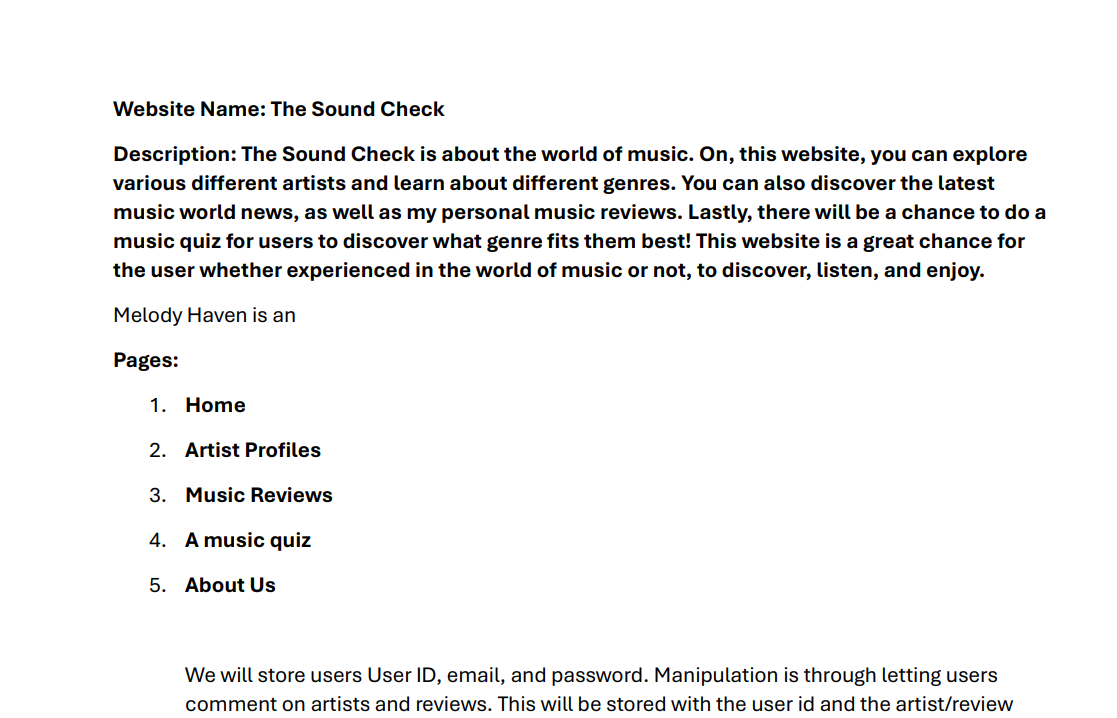 Website Name: The Sound Check
Description: The Sound Check is about the world of music. On, this website, you can explore
various different artists and learn about different genres. You can also discover the latest
music world news, as well as my personal music reviews. Lastly, there will be a chance to do a
music quiz for users to discover what genre fits them best! This website is a great chance for
the user whether experienced in the world of music or not, to discover, listen, and enjoy.
Melody Haven is an
Pages:
1. Home
2. Artist Profiles
3. Music Reviews
4. A music quiz
5. About Us
We will store users User ID, email, and password. Manipulation is through letting users
comment on artists and reviews. This will be stored with the user id and the artist/review